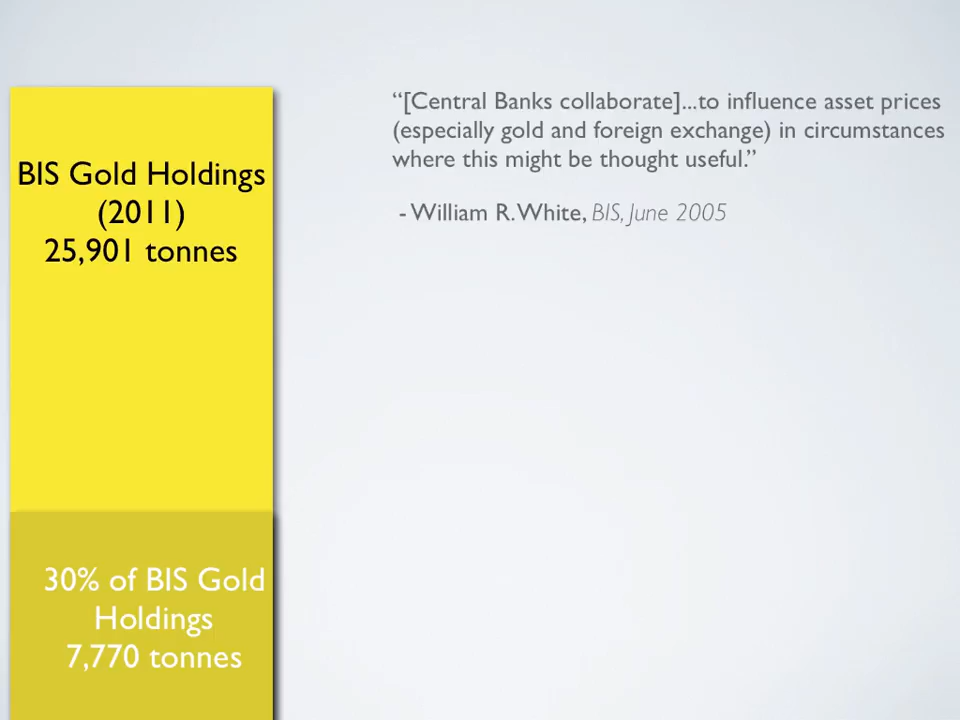 BIS Gold Holdings
(2011)
25,901 tonnes
30% of BIS Gold
Holdings
7,770 tonnes
“[Central Banks collaborate]...to influence asset prices
(especially gold and foreign exchange) in circumstances
where this might be thought useful.”
- William R. White, BIS, June 2005